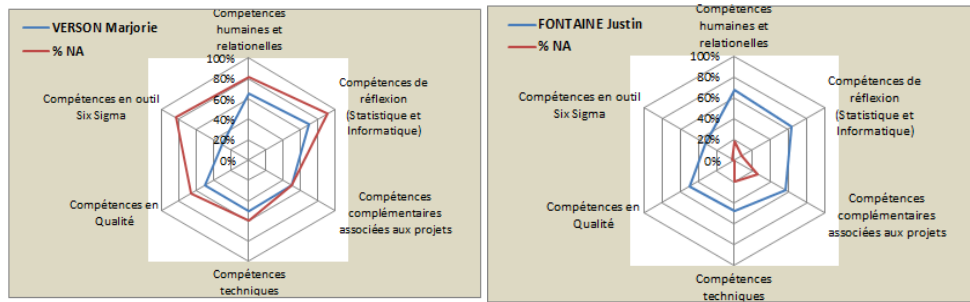 VERSON Marjorie
% NA
Compétences
humaines et
relationelles
100%
80%
60%
40%
20%
0%
Compétences de
réflexion
(Statistique et
Informatique)
Compétences
complémentaires
associées aux projets
Compétences
techniques
Compétences en
Qualité
Compétences en outil
Six Sigma
FONTAINE Justin
% NA
Compétences
humaines et
relationelles
100%
80%
60%
40%
20%
0%
Compétences de
réflexion
(Statistique et
Informatique)
Compétences
complémentaires
associées aux projets
Compétences
techniques
Compétences en
Qualité
Compétences en outil
Six Sigma